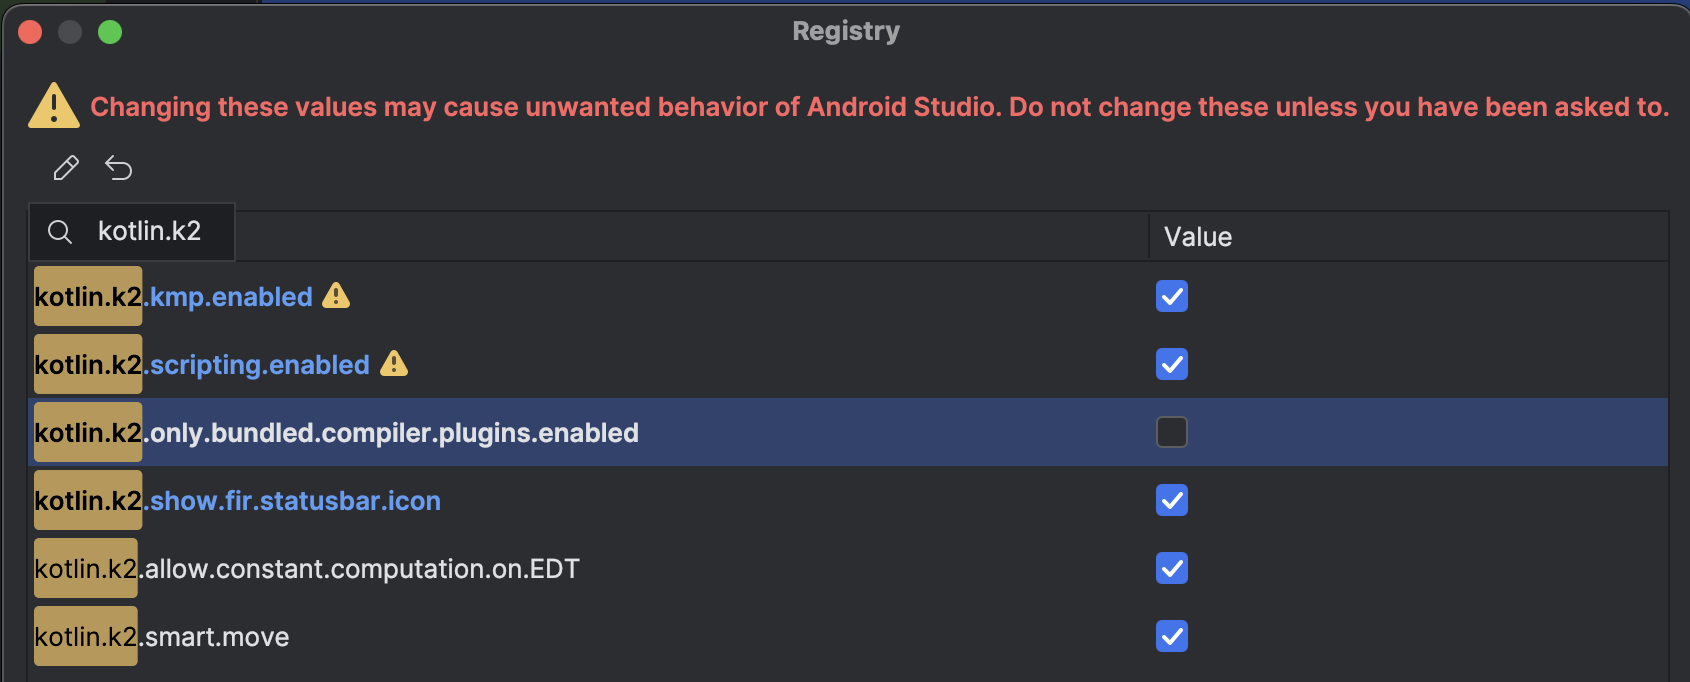 Registry
Changing these values may cause unwanted behavior of Android Studio. Do not change these unless you have been asked to.
kotlin.k2
Value
kotlin.k2.kmp.enabled
kotlin.k2.scripting.enabled
kotlin.k2.only.bundled.compiler.plugins.enabled
kotlin.k2.show.fir.statusbar.icon
kotlin.k2.allow.constant.computation.on.EDT
kotlin.k2.smart.move